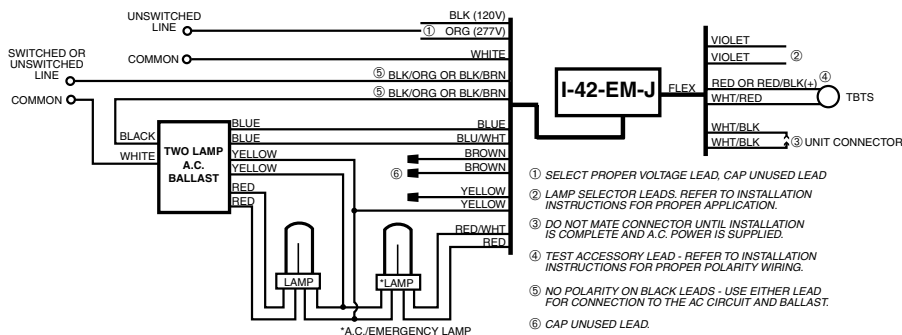 UNSWITCHED
LINE
BLK (120V)
① ORG (277V)
COMMON
WHITE
SWITCHED OR
UNSWITCHED
LINE
⑤ BLK/ORG OR BLK/BRN
COMMON
⑤ BLK/ORG OR BLK/BRN
BLACK
WHITE
TWO LAMP
A.C.
BALLAST
BLUE
BLUE
YELLOW
YELLOW
RED
RED
BLUE
BLU/WHT
BROWN
⑥
BROWN
YELLOW
YELLOW
RED/WHT
RED
LAMP
*LAMP
*A.C./EMERGENCY LAMP
I-42-EM-J
FLEX
VIOLET
VIOLET
②
RED OR RED/BLK(+)
④
WHT/RED
TBTS
WHT/BLK
WHT/BLK
③ UNIT CONNECTOR
① SELECT PROPER VOLTAGE LEAD, CAP UNUSED LEAD
② LAMP SELECTOR LEADS. REFER TO INSTALLATION
INSTRUCTIONS FOR PROPER APPLICATION.
③ DO NOT MATE CONNECTOR UNTIL INSTALLATION
IS COMPLETE AND A.C. POWER IS SUPPLIED.
④ TEST ACCESSORY LEAD - REFER TO INSTALLATION
INSTRUCTIONS FOR PROPER POLARITY WIRING.
⑤ NO POLARITY ON BLACK LEADS - USE EITHER LEAD
FOR CONNECTION TO THE AC CIRCUIT AND BALLAST.
⑥ CAP UNUSED LEAD.